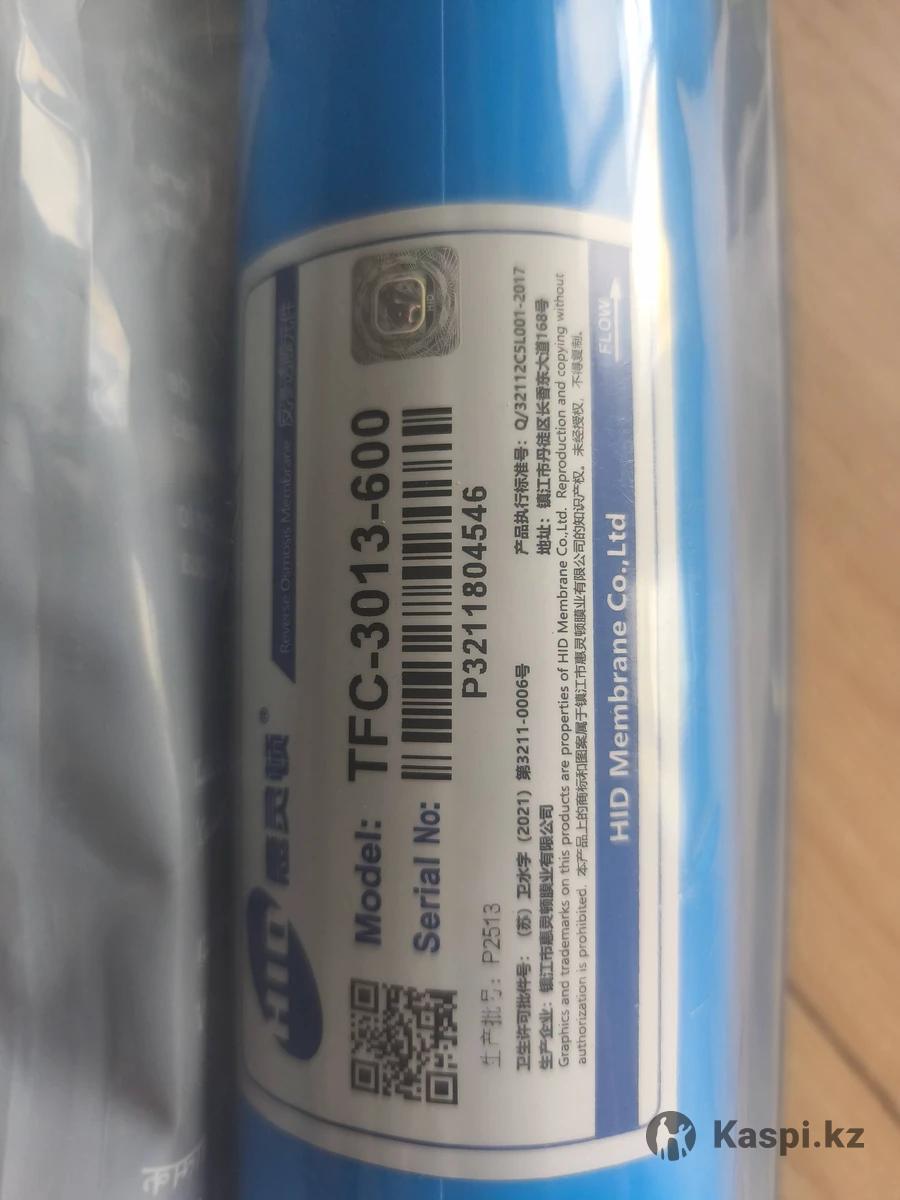 HID 惠灵顿®
Reverse Osmosis Membrane
Model: TFC-3013-600
Serial No:
P3211804546
HID
生产批号: P2513
卫生许可批件号：（苏）卫水字（2021）第3211-0006号
产品执行标准号：Q/32112CSL001-2017
生产企业：镇江市惠灵顿膜业有限公司
地址：镇江市丹徒区长香东大道168号
Graphics and trademarks on this products are properties of HID Membrane Co.,Ltd. Reproduction and copying without
authorization is prohibited. 本产品上的商标和图案属于镇江市惠灵顿膜业有限公司的知识产权。未经授权，不得复制。
HID Membrane Co.,Ltd
FLOW
Kaspi.kz